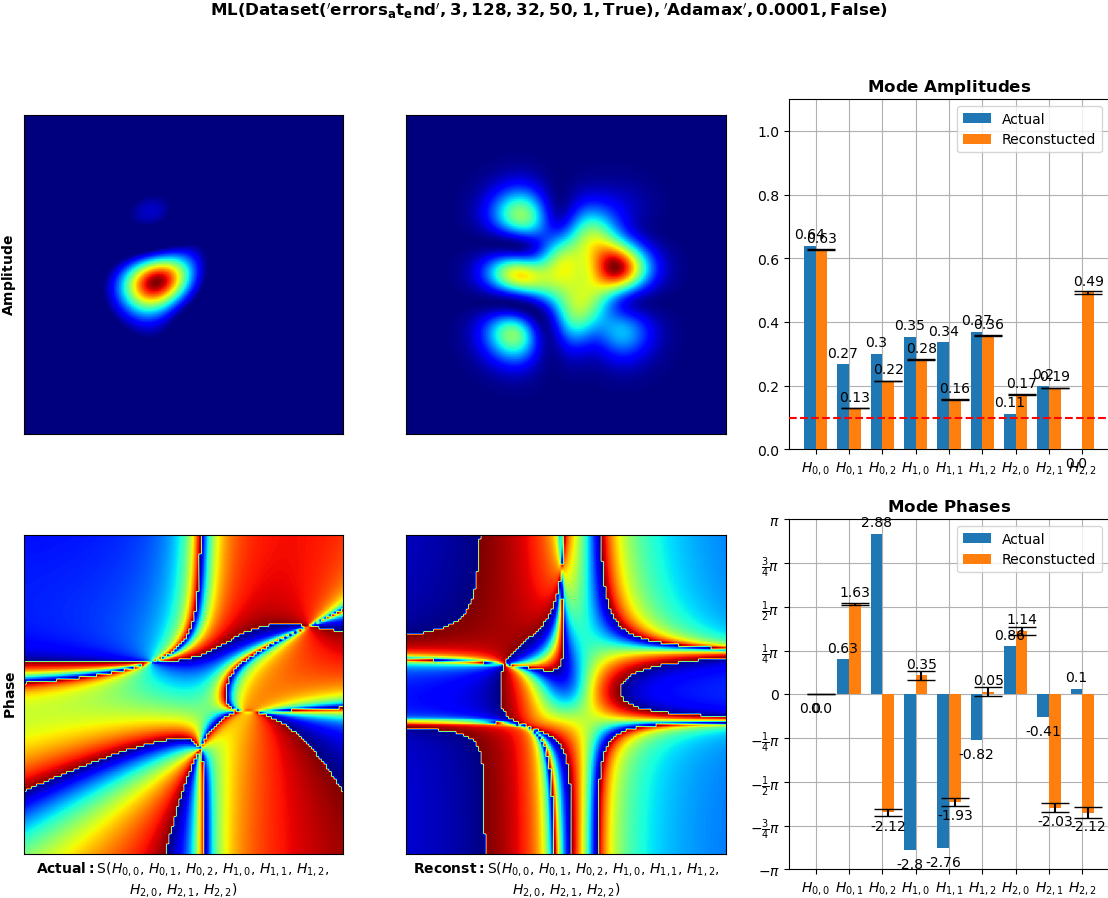 ML(Dataset('errors_at_end', 3, 128, 32, 50, 1, True), 'Adamax', 0.0001, False)
Amplitude
Mode Amplitudes
Actual
Reconstucted
1.0
0.8
0.6
0.4
0.2
0.0
0.64
0.63
0.27
0.13
0.3
0.22
0.35
0.28
0.34
0.16
0.37
0.36
0.11
0.17
0.2
0.19
0.0
0.49
H0,0 H0,1 H0,2 H1,0 H1,1 H1,2 H2,0 H2,1 H2,2
Phase
Actual: S(H0,0, H0,1, H0,2, H1,0, H1,1, H1,2,
H2,0, H2,1, H2,2)
Reconst: S(H0,0, H0,1, H0,2, H1,0, H1,1, H1,2,
H2,0, H2,1, H2,2)
Mode Phases
Actual
Reconstucted
π
3/4π
1/2π
1/4π
0
−1/4π
−1/2π
−3/4π
−π
0.0
0.0
0.63
1.63
2.88
-2.12
-2.8
0.35
-2.76
-1.93
-0.82
0.05
0.86
1.14
-0.41
-2.03
0.1
-2.12
H0,0 H0,1 H0,2 H1,0 H1,1 H1,2 H2,0 H2,1 H2,2